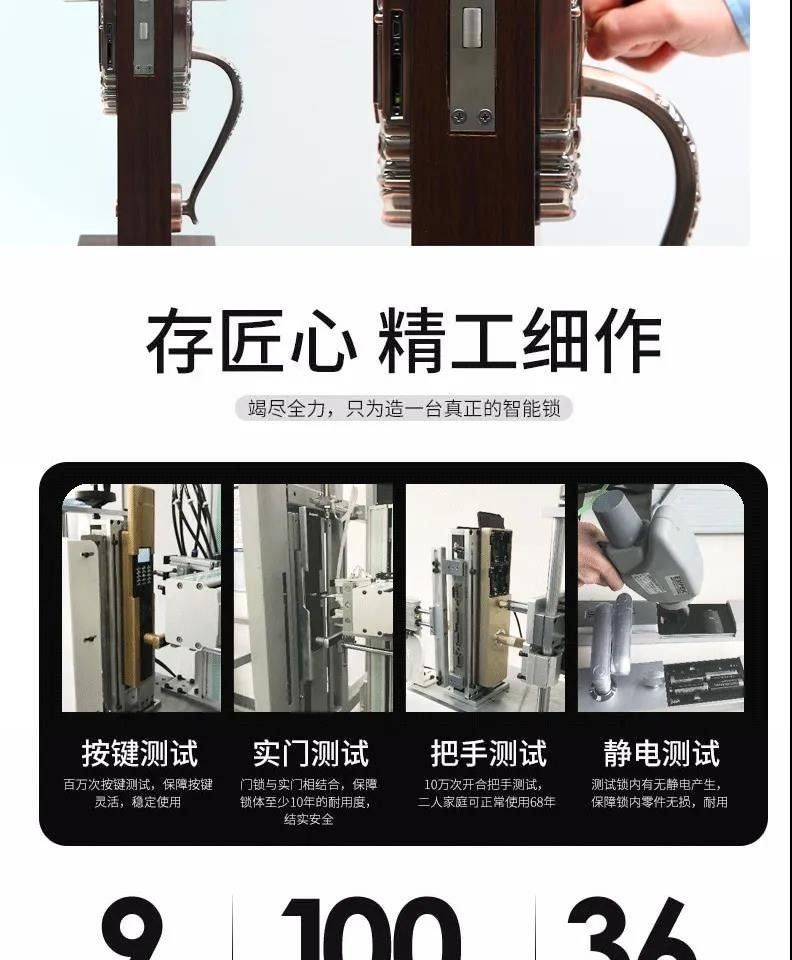 存匠心 精工细作
竭尽全力，只为造一台真正的智能锁
按键测试
百万次按键测试，保障按键
灵活，稳定使用
实门测试
门锁与实门相结合，保障
锁体至少10年的耐用度，
结实安全
把手测试
10万次开合把手测试，
二人家庭可正常使用68年
静电测试
测试锁内有无静电产生，
保障锁内零件无损，耐用
9
100
36